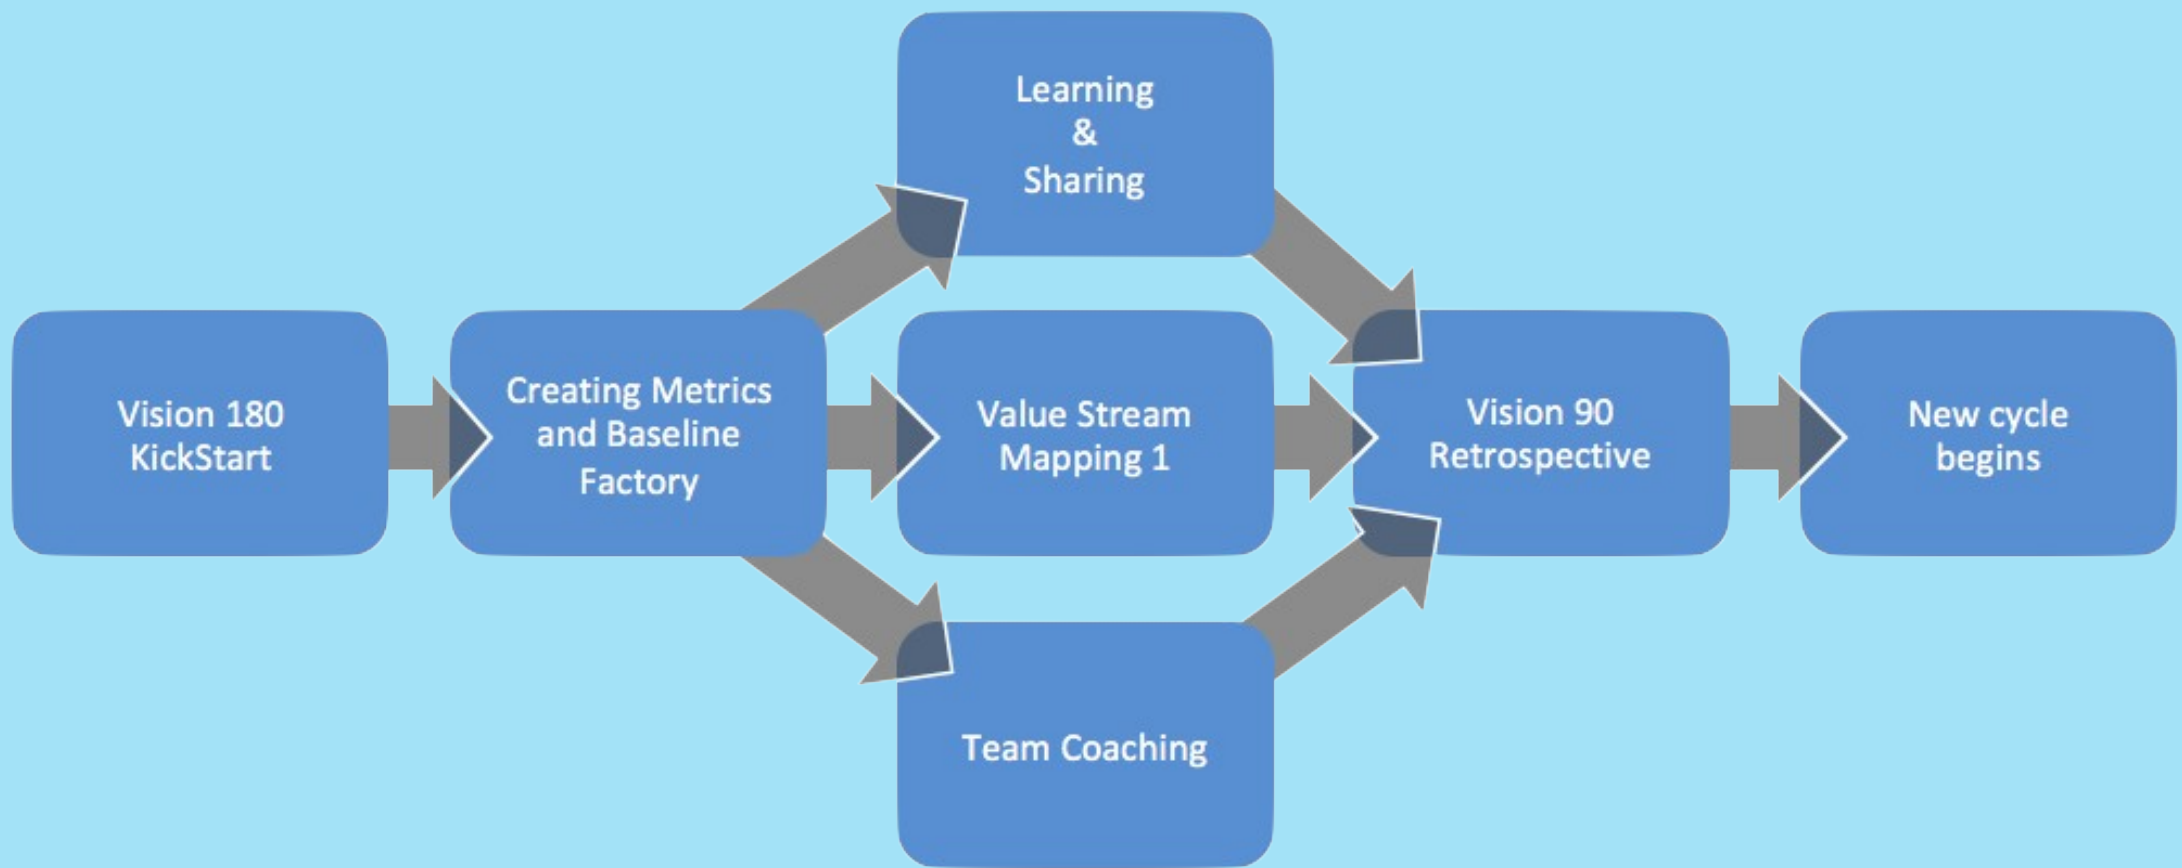 Vision 180
KickStart
Creating Metrics
and Baseline
Factory
Learning
&
Sharing
Value Stream
Mapping 1
Team Coaching
Vision 90
Retrospective
New cycle
begins